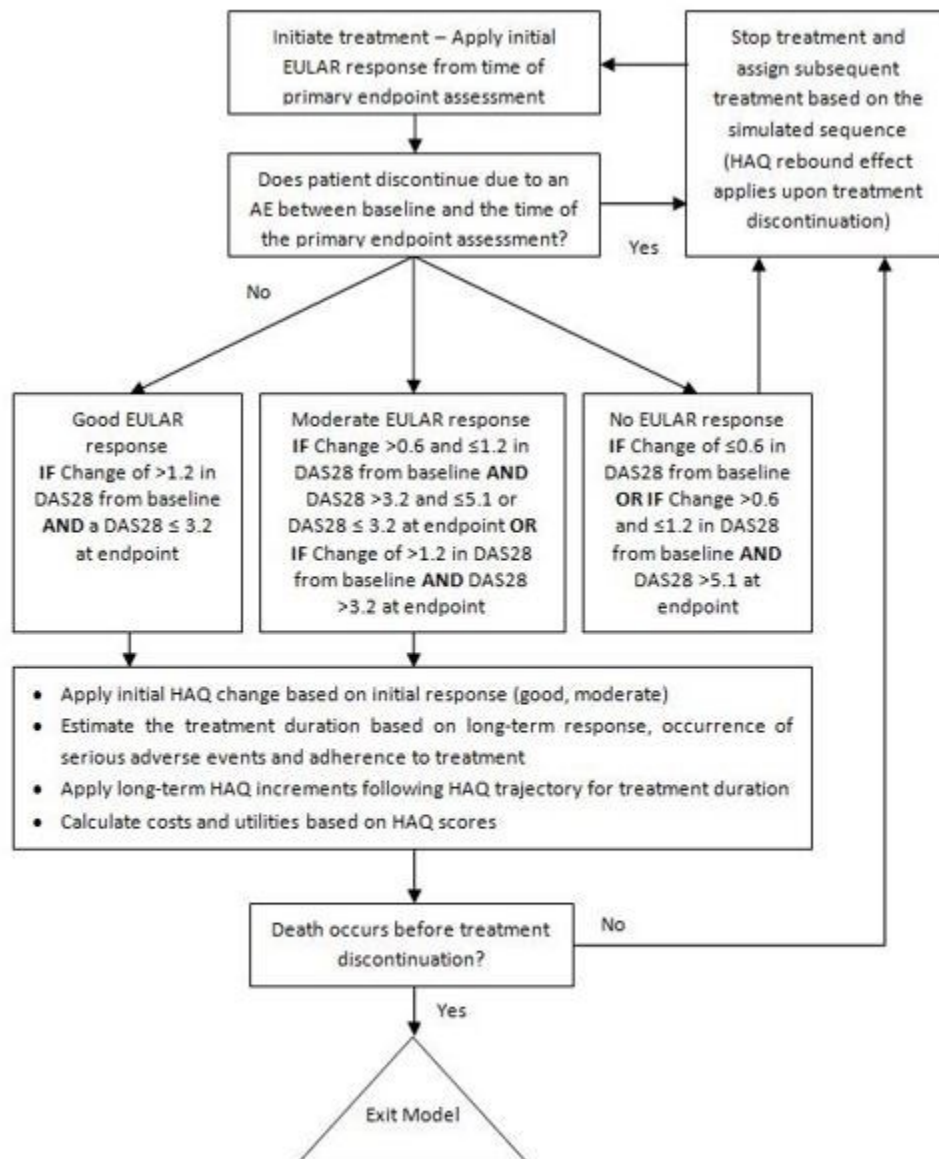 Initiate treatment – Apply initial
EULAR response from time of
primary endpoint assessment
Stop treatment and
assign subsequent
treatment based on the
simulated sequence
(HAQ rebound effect
applies upon treatment
discontinuation)
Does patient discontinue due to an
AE between baseline and the time of
the primary endpoint assessment?
Yes
No
Good EULAR
response
IF Change of >1.2 in
DAS28 from baseline
AND a DAS28 ≤ 3.2
at endpoint
Moderate EULAR response
IF Change >0.6 and ≤1.2 in
DAS28 from baseline AND
DAS28 >3.2 and ≤5.1 or
DAS28 ≤ 3.2 at endpoint OR
IF Change of >1.2 in DAS28
from baseline AND DAS28
>3.2 at endpoint
No EULAR response
IF Change of ≤0.6 in
DAS28 from baseline
OR IF Change >0.6
and ≤1.2 in DAS28
from baseline AND
DAS28 >5.1 at
endpoint
• Apply initial HAQ change based on initial response (good, moderate)
• Estimate the treatment duration based on long-term response, occurrence of
serious adverse events and adherence to treatment
• Apply long-term HAQ increments following HAQ trajectory for treatment duration
• Calculate costs and utilities based on HAQ scores
Death occurs before treatment
discontinuation?
No
Yes
Exit Model